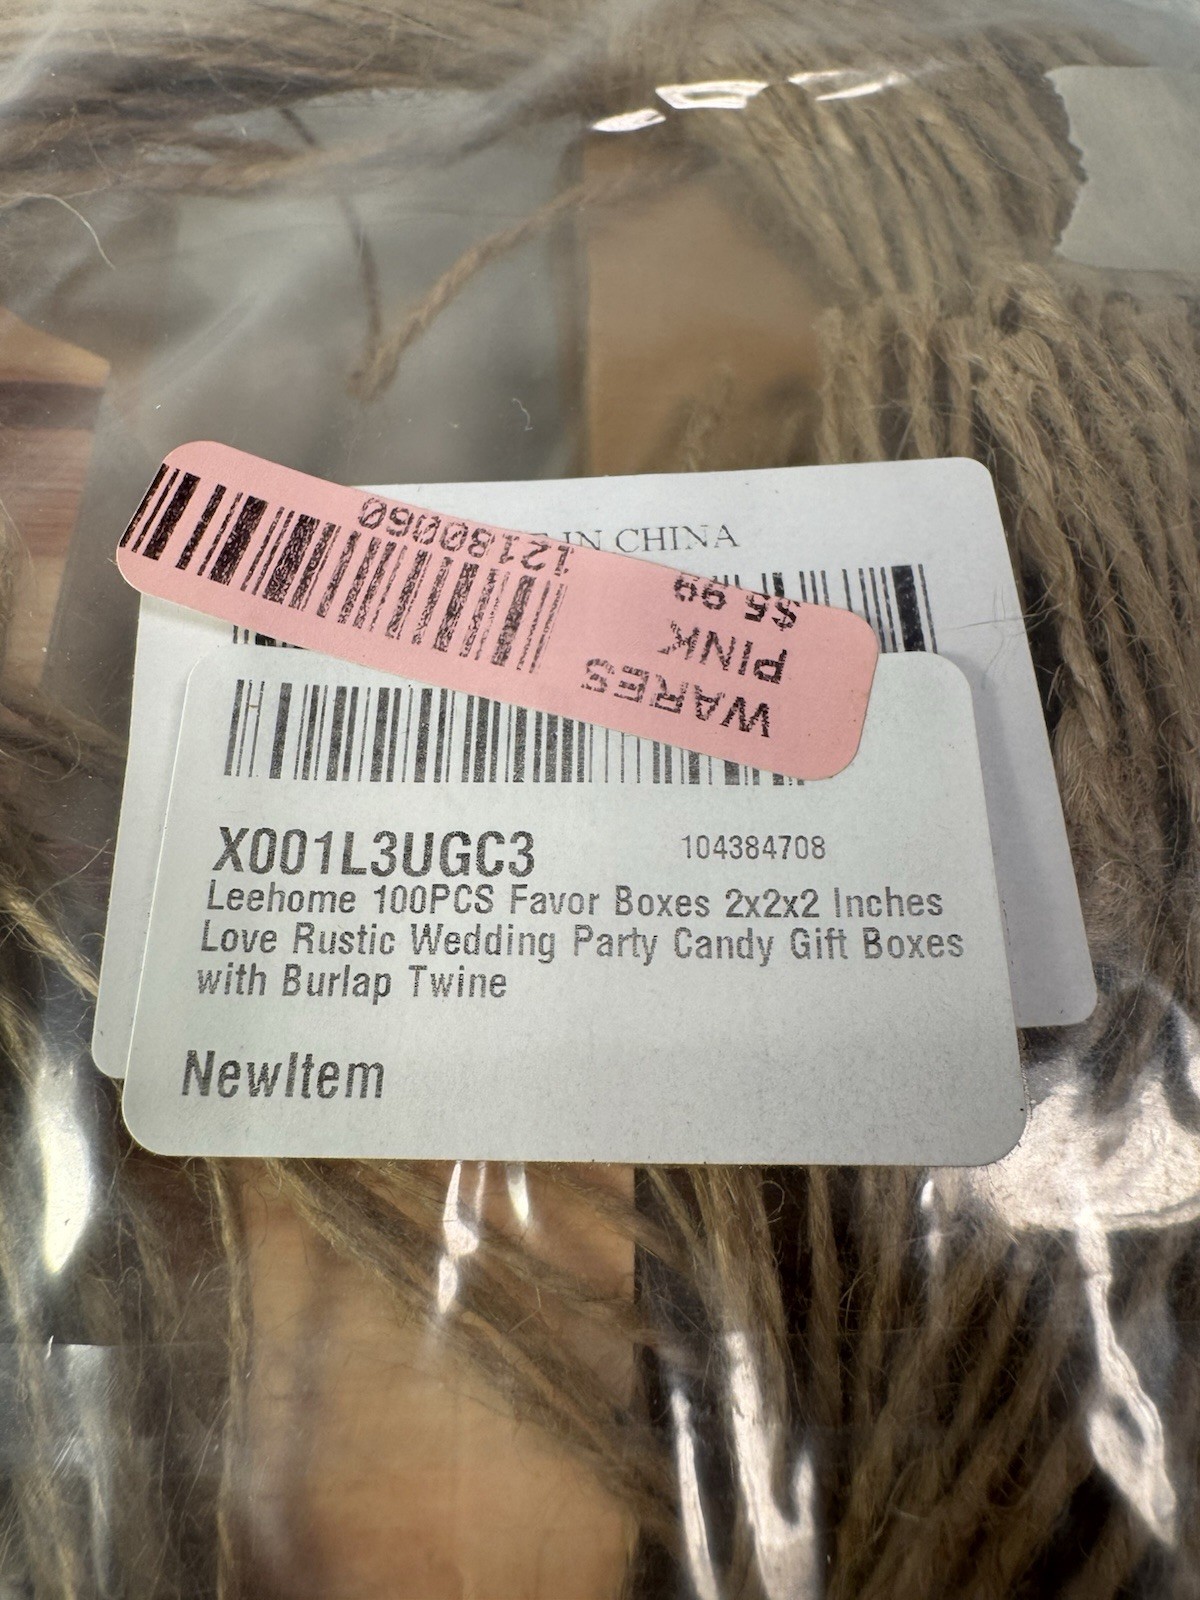 IN CHINA
12180060
$5.99
PINK
WARES
X001L3UGC3 104384708
Leehome 100PCS Favor Boxes 2x2x2 Inches
Love Rustic Wedding Party Candy Gift Boxes
with Burlap Twine
NewItem